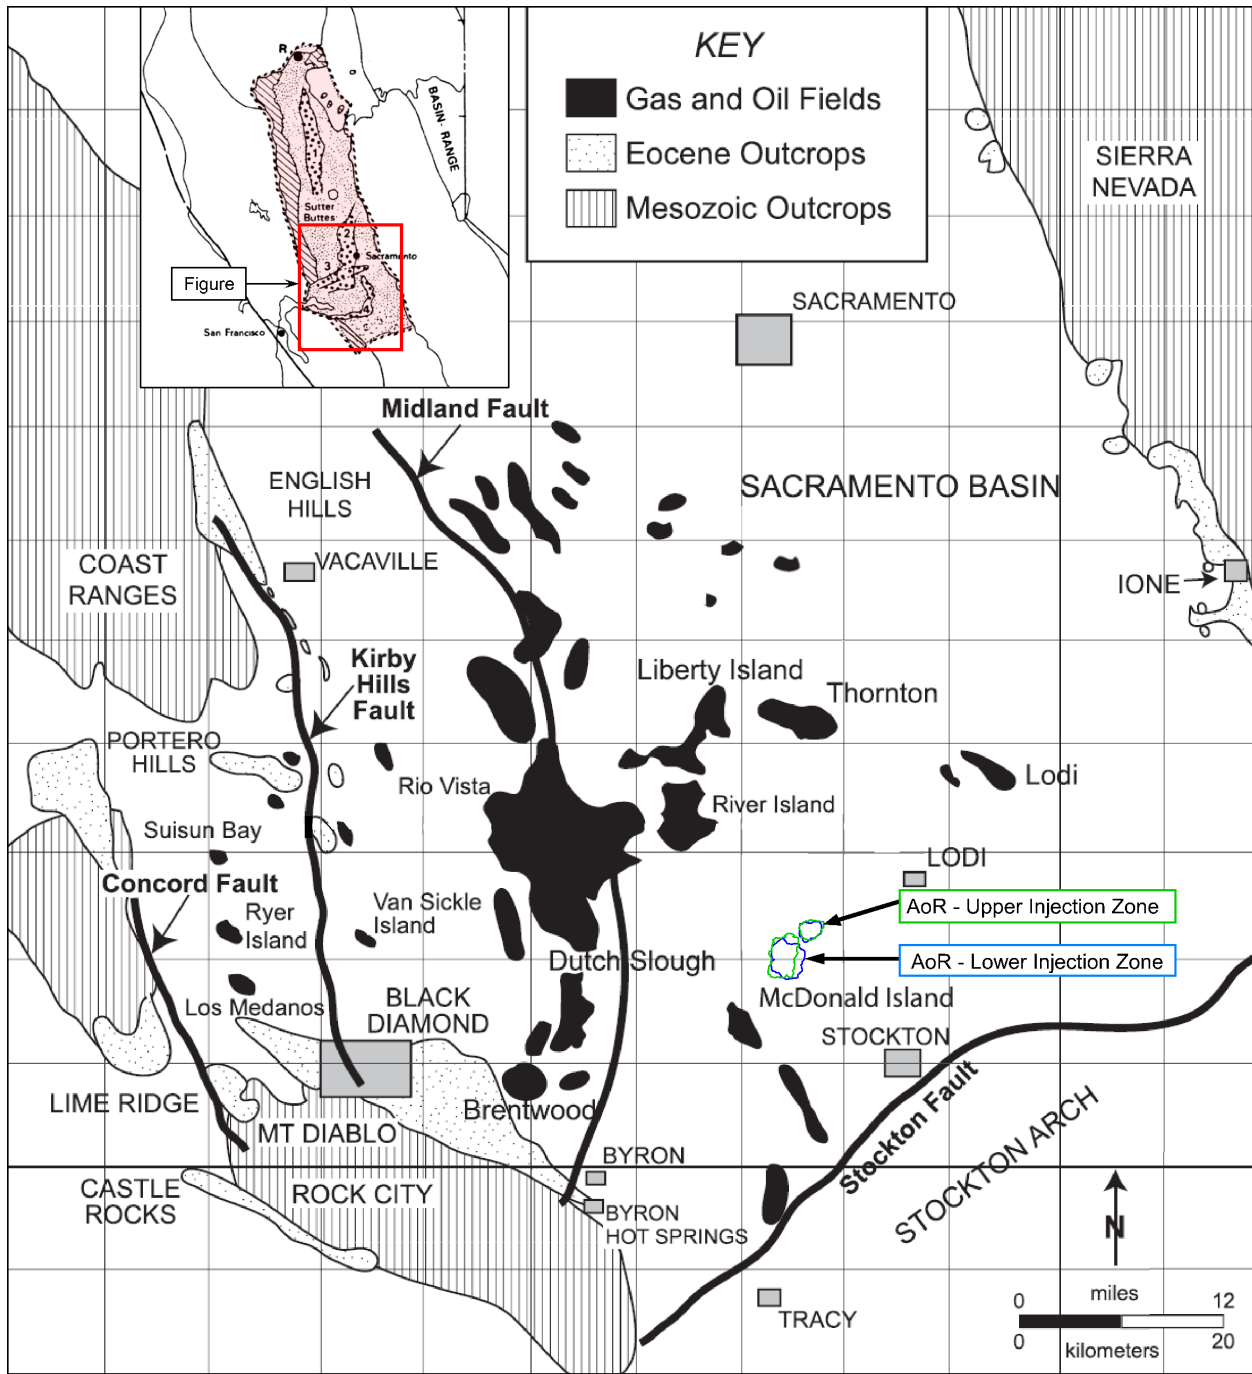 KEY
Gas and Oil Fields
Eocene Outcrops
Mesozoic Outcrops
R
BASIN-RANGE
1
Sutter
Buttes
2
Sacramento
3
4
Figure
San Francisco
SIERRA
NEVADA
SACRAMENTO
Midland Fault
ENGLISH
HILLS
SACRAMENTO BASIN
VACAVILLE
COAST
RANGES
IONE
Kirby
Hills
Fault
Liberty Island
Thornton
PORTERO
HILLS
Rio Vista
River Island
Lodi
Suisun Bay
LODI
Concord Fault
Van Sickle
Island
Ryer
Island
AoR - Upper Injection Zone
AoR - Lower Injection Zone
Dutch Slough
McDonald Island
Los Medanos
BLACK
DIAMOND
STOCKTON
LIME RIDGE
Brentwood
MT DIABLO
Stockton Fault
STOCKTON ARCH
BYRON
CASTLE
ROCKS
ROCK CITY
BYRON
HOT SPRINGS
N
TRACY
miles
0 12
0 20
kilometers